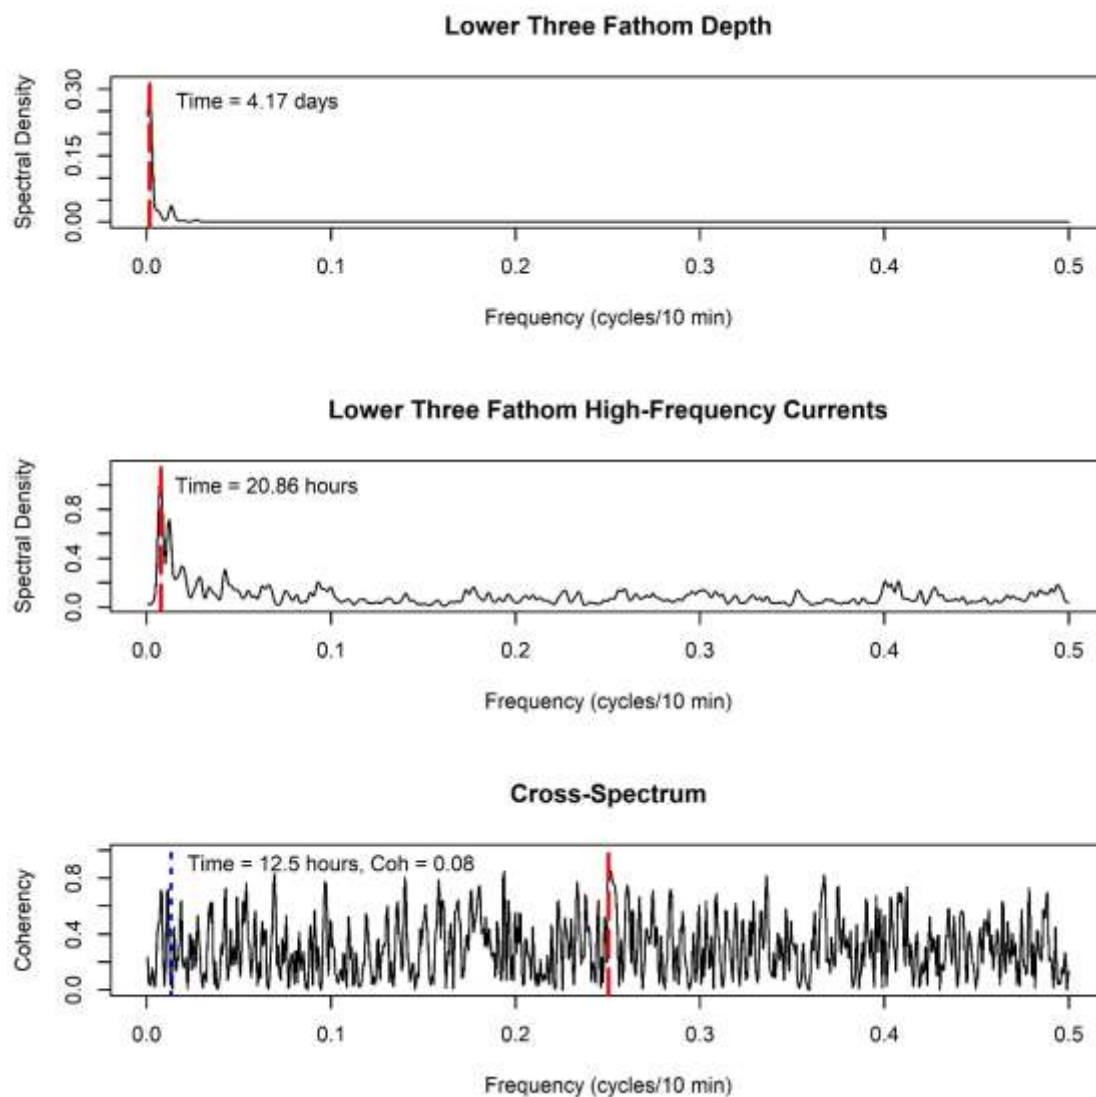 Lower Three Fathom Depth
Spectral Density
0.30
0.15
0.00
Time = 4.17 days
0.0 0.1 0.2 0.3 0.4 0.5
Frequency (cycles/10 min)
Lower Three Fathom High-Frequency Currents
Spectral Density
0.8
0.4
0.0
Time = 20.86 hours
0.0 0.1 0.2 0.3 0.4 0.5
Frequency (cycles/10 min)
Cross-Spectrum
Coherency
0.8
0.4
0.0
Time = 12.5 hours, Coh = 0.08
0.0 0.1 0.2 0.3 0.4 0.5
Frequency (cycles/10 min)